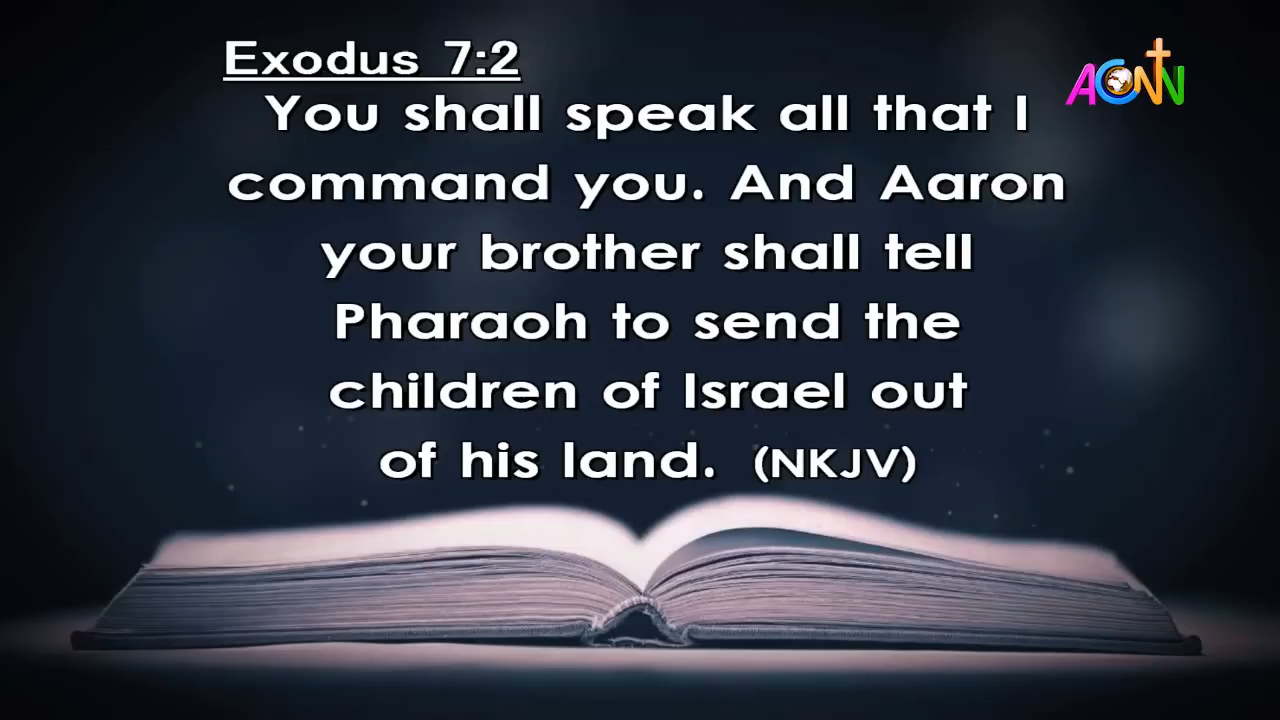 Exodus 7:2
ACNN
You shall speak all that I
command you. And Aaron
your brother shall tell
Pharaoh to send the
children of Israel out
of his land. (NKJV)